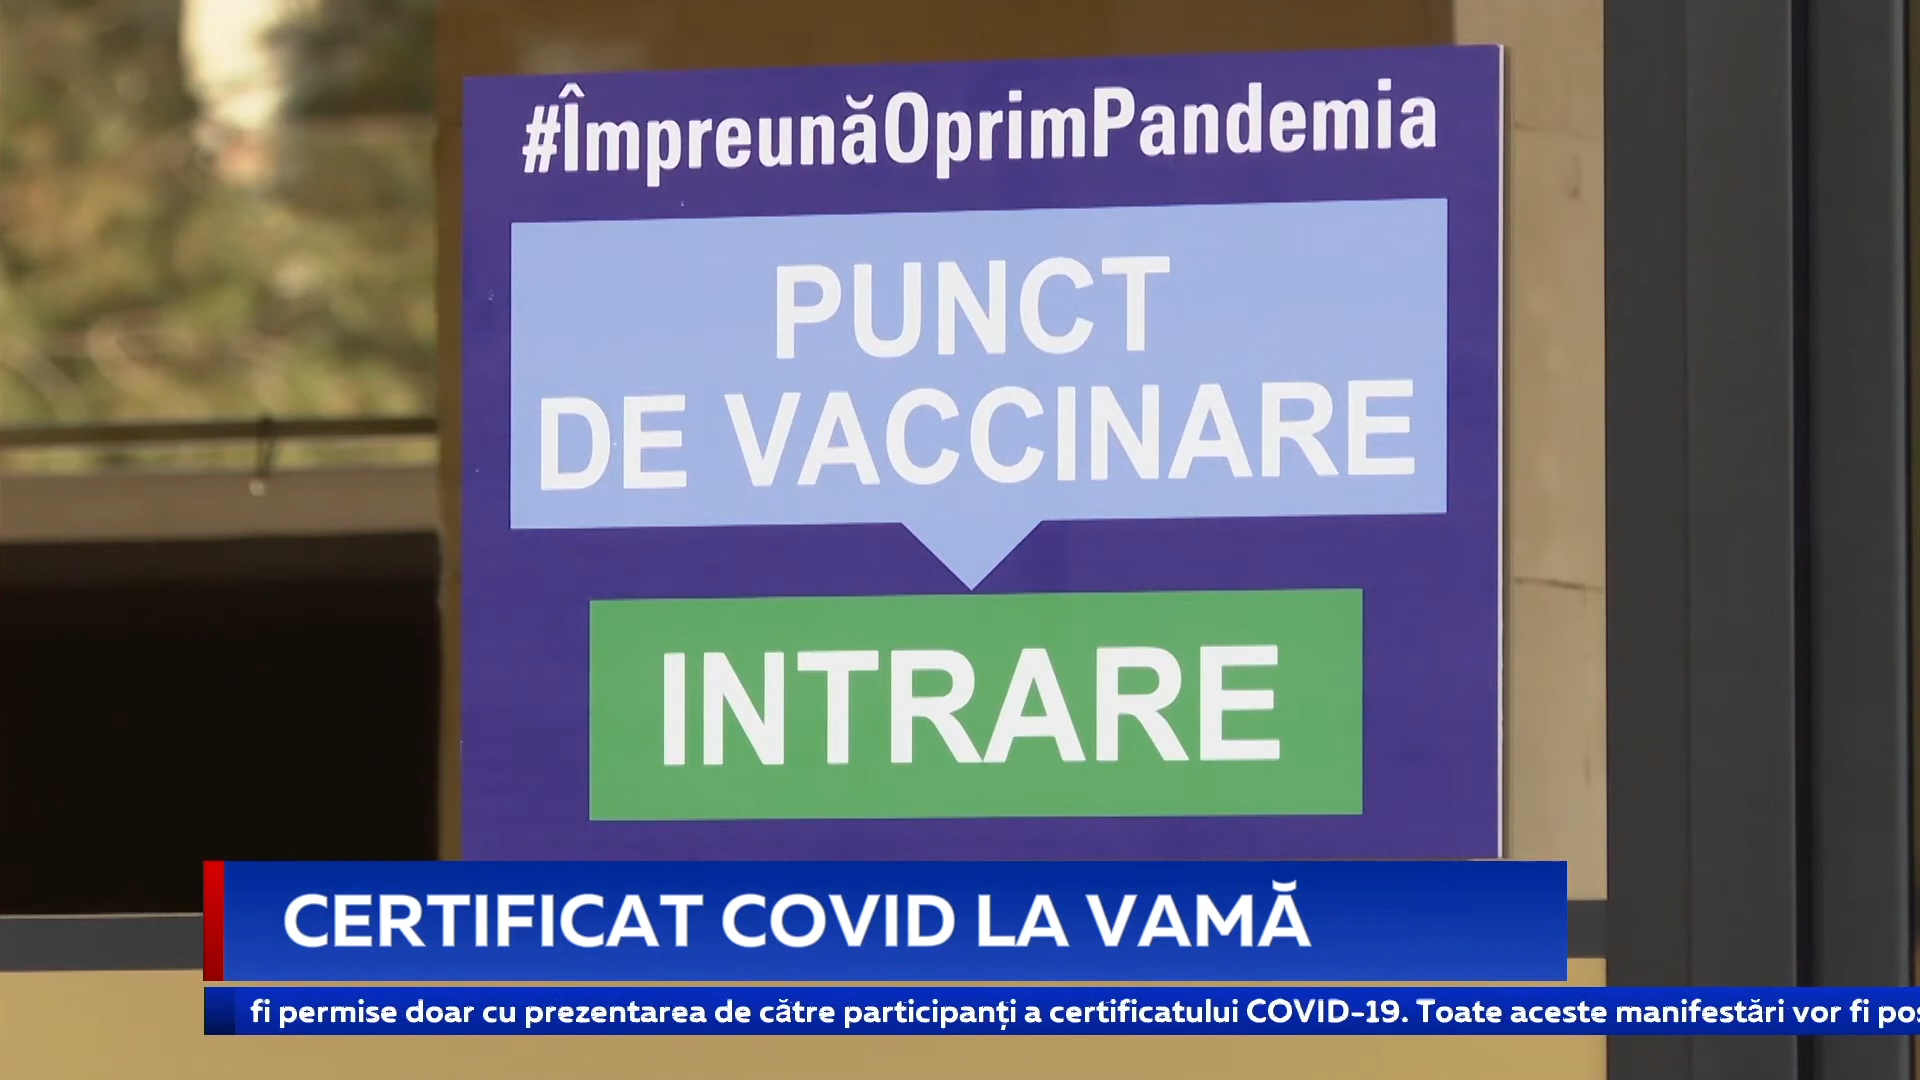 #ÎmpreunăOprimPandemia
PUNCT
DE VACCINARE
INTRARE
CERTIFICAT COVID LA VAMĂ
fi permise doar cu prezentarea de către participanți a certificatului COVID-19. Toate aceste manifestări vor fi